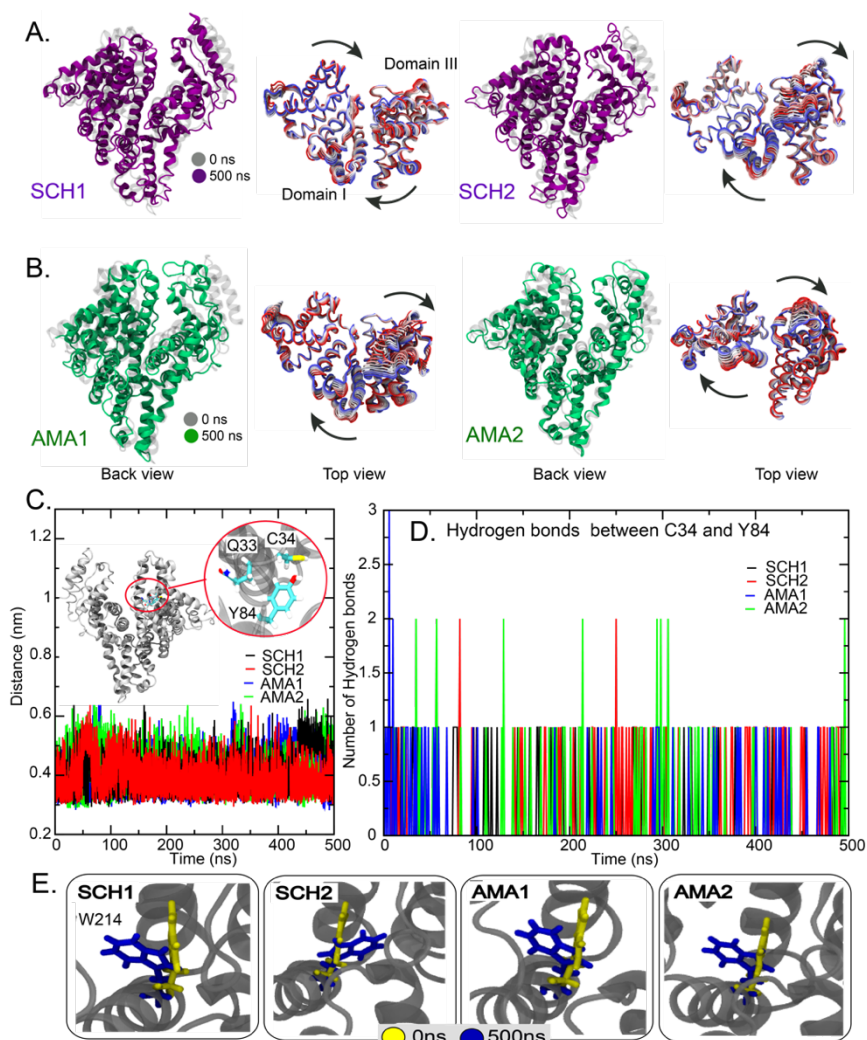 A.
Domain III
0 ns
500 ns
SCH1
Domain I
SCH2
B.
0 ns
500 ns
AMA1
AMA2
Back view
Top view
Back view
Top view
C.
1.2
1
0.8
0.6
0.4
0.2
Distance (nm)
Q33
C34
Y84
SCH1
SCH2
AMA1
AMA2
0
100
200
300
400
500
Time (ns)
D.
Hydrogen bonds between C34 and Y84
3
2.5
2
1.5
1
0.5
0
Number of Hydrogen bonds
SCH1
SCH2
AMA1
AMA2
0
100
200
300
400
500
Time (ns)
E.
SCH1
W214
SCH2
AMA1
AMA2
0ns
500ns